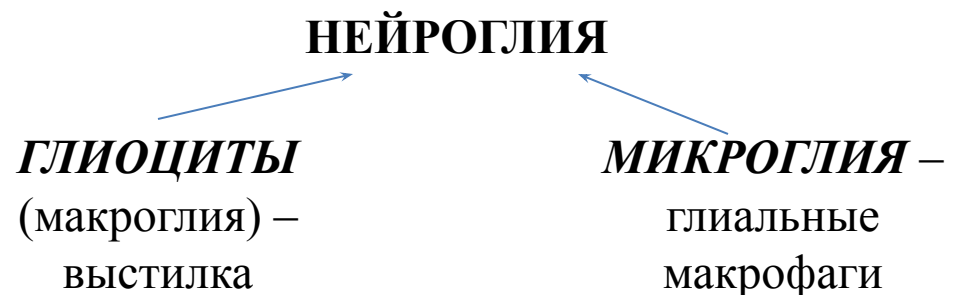 НЕЙРОГЛИЯ
ГЛИОЦИТЫ
(макроглия) –
выстилка
МИКРОГЛИЯ –
глиальные
макрофаги